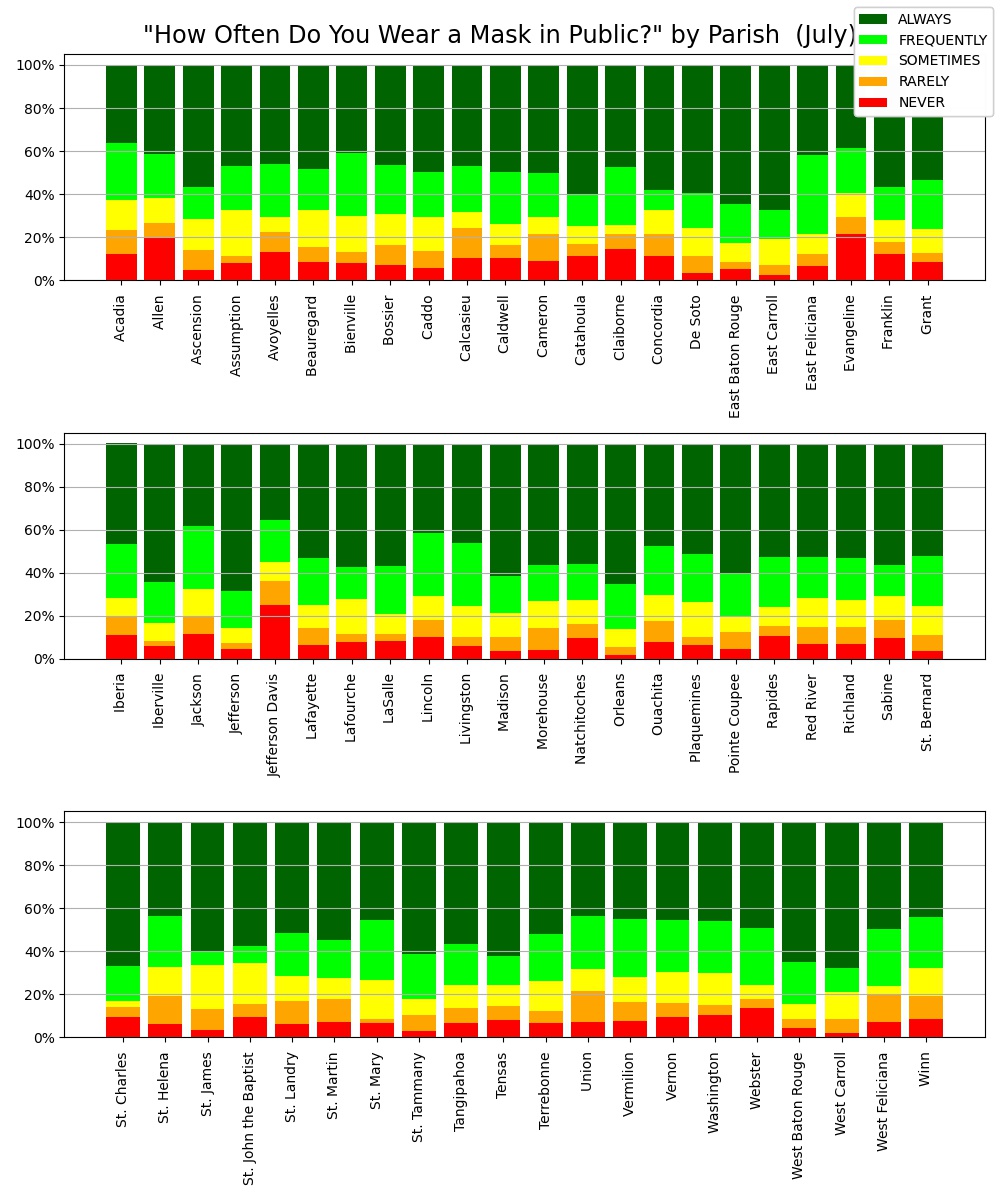 "How Often Do You Wear a Mask in Public?" by Parish  (July)
ALWAYS
FREQUENTLY
SOMETIMES
RARELY
NEVER
100%
80%
60%
40%
20%
0%
Acadia
Allen
Ascension
Assumption
Avoyelles
Beauregard
Bienville
Bossier
Caddo
Calcasieu
Caldwell
Cameron
Catahoula
Claiborne
Concordia
De Soto
East Baton Rouge
East Carroll
East Feliciana
Evangeline
Franklin
Grant
100%
80%
60%
40%
20%
0%
Iberia
Iberville
Jackson
Jefferson
Jefferson Davis
Lafayette
Lafourche
LaSalle
Lincoln
Livingston
Madison
Morehouse
Natchitoches
Orleans
Ouachita
Plaquemines
Pointe Coupee
Rapides
Red River
Richland
Sabine
St. Bernard
100%
80%
60%
40%
20%
0%
St. Charles
St. Helena
St. James
St. John the Baptist
St. Landry
St. Martin
St. Mary
St. Tammany
Tangipahoa
Tensas
Terrebonne
Union
Vermilion
Vernon
Washington
Webster
West Baton Rouge
West Carroll
West Feliciana
Winn